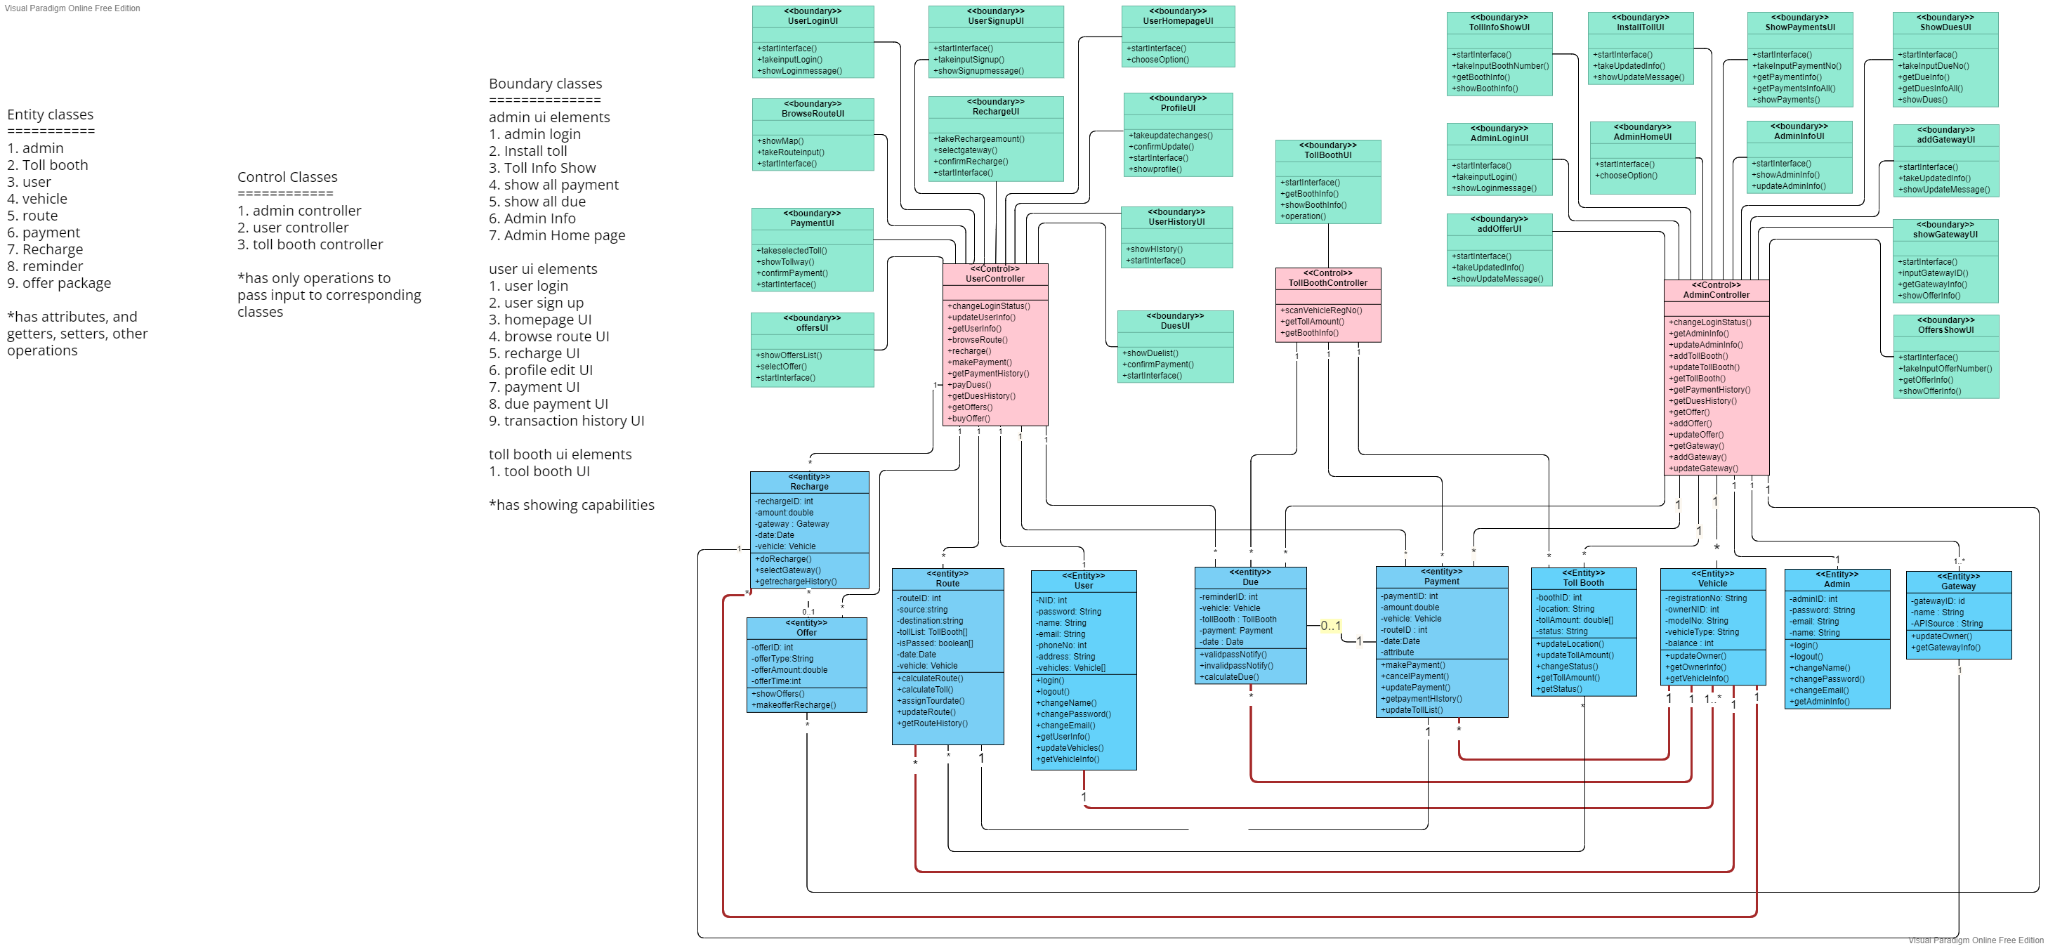 Visual Paradigm Online Free Edition
Entity classes
===========
1. admin
2. Toll booth
3. user
4. vehicle
5. route
6. payment
7. Recharge
8. reminder
9. offer package
*has attributes, and
getters, setters, other
operations
Control Classes
============
1. admin controller
2. user controller
3. toll booth controller
*has only operations to
pass input to corresponding
classes
Boundary classes
==============
admin ui elements
1. admin login
2. Install toll
3. Toll Info Show
4. show all payment
5. show all due
6. Admin Info
7. Admin Home page
user ui elements
1. user login
2. user sign up
3. homepage UI
4. browse route UI
5. recharge UI
6. profile edit UI
7. payment UI
8. due payment UI
9. transaction history UI
toll booth ui elements
1. tool booth UI
*has showing capabilities
<<boundary>>
UserLoginUI
+startInterface()
+takeinputLogin()
+showLoginmessage()
<<boundary>>
UserSignupUI
+startInterface()
+takeinputSignup()
+showSignupmessage()
<<boundary>>
UserHomepageUI
+startInterface()
+chooseOption()
<<boundary>>
BrowseRouteUI
+showMap()
+takeRouteinput()
+startInterface()
<<boundary>>
RechargeUI
+takeRechargeamount()
+selectgateway()
+confirmRecharge()
+startInterface()
<<boundary>>
ProfileUI
+takeupdatechanges()
+confirmUpdate()
+startInterface()
+showprofile()
<<boundary>>
PaymentUI
+takeselectedToll()
+showTollway()
+confirmPayment()
+startInterface()
<<boundary>>
UserHistoryUI
+showHistory()
+startInterface()
<<boundary>>
offersUI
+showOffersList()
+selectOffer()
+startInterface()
<<boundary>>
DuesUI
+showDuelist()
+confirmPayment()
+startInterface()
<<Control>>
UserController
+changeLoginStatus()
+updateUserInfo()
+getUserInfo()
+browseRoute()
+recharge()
+makePayment()
+getPaymentHistory()
+payDues()
+getDuesHistory()
+getOffers()
+buyOffer()
<<boundary>>
TollBoothUI
+startInterface()
+getBoothInfo()
+showBoothInfo()
+operation()
<<Control>>
TollBoothController
+scanVehicleRegNo()
+getTollAmount()
+getBoothInfo()
<<boundary>>
TollInfoShowUI
+startInterface()
+takeInputBoothNumber()
+getBoothInfo()
+showBoothInfo()
<<boundary>>
InstallTollUI
+startInterface()
+takeUpdatedInfo()
+showUpdateMessage()
<<boundary>>
ShowPaymentsUI
+startInterface()
+takeInputPaymentNo()
+getPaymentInfo()
+getPaymentsInfoAll()
+showPayments()
<<boundary>>
ShowDuesUI
+startInterface()
+takeInputDueNo()
+getDueInfo()
+getDuesInfoAll()
+showDues()
<<boundary>>
AdminLoginUI
+startInterface()
+takeinputLogin()
+showLoginmessage()
<<boundary>>
AdminHomeUI
+startInterface()
+chooseOption()
<<boundary>>
AdminInfoUI
+startInterface()
+showAdminInfo()
+updateAdminInfo()
<<boundary>>
addGatewayUI
+startInterface()
+takeUpdatedInfo()
+showUpdateMessage()
<<boundary>>
addOfferUI
+startInterface()
+takeUpdatedInfo()
+showUpdateMessage()
<<boundary>>
showGatewayUI
+startInterface()
+inputGatewayID()
+getGatewayInfo()
+showOfferInfo()
<<boundary>>
OffersShowUI
+startInterface()
+takeInputOfferNumber()
+getOfferInfo()
+showOfferInfo()
<<Control>>
AdminController
+changeLoginStatus()
+getAdminInfo()
+updateAdminInfo()
+addTollBooth()
+updateTollBooth()
+getTollBooth()
+getPaymentHistory()
+getDuesHistory()
+getOffer()
+addOffer()
+updateOffer()
+getGateway()
+addGateway()
+updateGateway()
<<entity>>
Recharge
-rechargeID: int
-amount:double
-gateway : Gateway
-date:Date
-vehicle: Vehicle
+doRecharge()
+selectGateway()
+getrechargeHistory()
<<entity>>
Offer
-offerID: int
-offerType:String
-offerAmount:double
-offerTime:int
+showOffers()
+makeofferRecharge()
<<entity>>
Route
-routeID: int
-source:string
-destination:string
-tollList: TollBooth[]
-isPassed: boolean[]
-date:Date
-vehicle: Vehicle
+calculateRoute()
+calculateToll()
+assignTourdate()
+updateRoute()
+getRouteHistory()
<<Entity>>
User
-NID: int
-password: String
-name: String
-email: String
-phoneNo: int
-address: String
-vehicles: Vehicle[]
+login()
+logout()
+changeName()
+changePassword()
+changeEmail()
+getUserInfo()
+updateVehicles()
+getVehicleInfo()
<<entity>>
Due
-reminderID: int
-vehicle: Vehicle
-tollBooth : TollBooth
-payment: Payment
-date : Date
+validpassNotify()
+invalidpassNotify()
+calculateDue()
0..1
1
<<entity>>
Payment
-paymentID: int
-amount:double
-vehicle: Vehicle
-routeID : int
-date:Date
-attribute
+makePayment()
+cancelPayment()
+updatePayment()
+getpaymentHistory()
+updateTollList()
<<Entity>>
Toll Booth
-boothID: int
-location: String
-tollAmount: double[]
-status: String
+updateLocation()
+updateTollAmount()
+changeStatus()
+getTollAmount()
+getStatus()
<<Entity>>
Vehicle
-registrationNo: String
-ownerNID: int
-modelNo: String
-vehicleType: String
-balance : int
+updateOwner()
+getOwnerInfo()
+getVehicleInfo()
<<Entity>>
Admin
-adminID: int
-password: String
-email: String
-name: String
+login()
+logout()
+changeName()
+changePassword()
+changeEmail()
+getAdminInfo()
<<Entity>>
Gateway
-gatewayID: id
-name : String
-APISource : String
+updateOwner()
+getGatewayInfo()
Visual Paradigm Online Free Edition